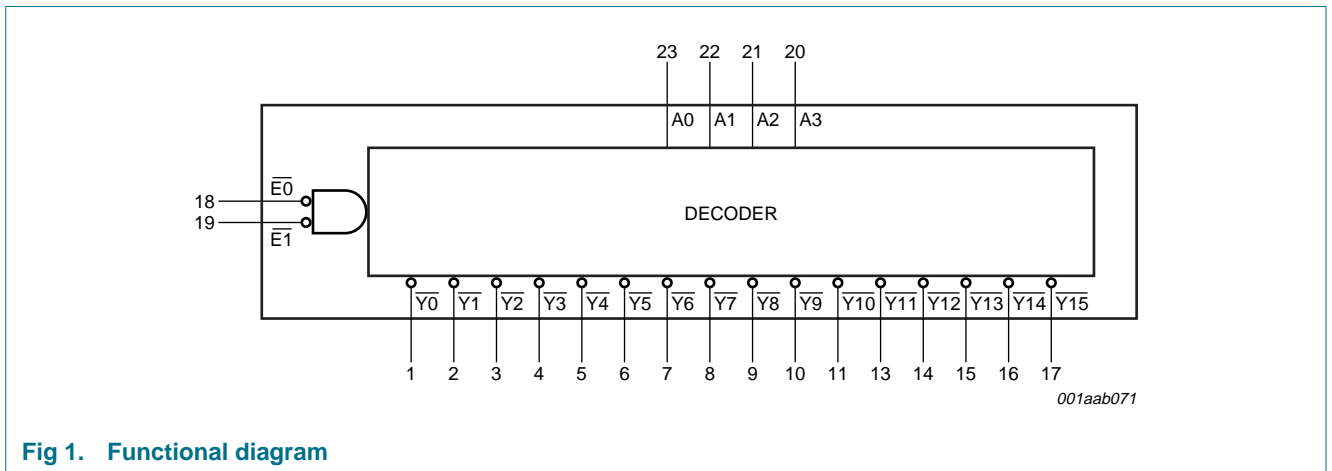 23 22 21 20
A0 A1 A2 A3
18 E0
DECODER
19 E1
Y0 Y1 Y2 Y3 Y4 Y5 Y6 Y7 Y8 Y9 Y10 Y11 Y12 Y13 Y14 Y15
1 2 3 4 5 6 7 8 9 10 11 13 14 15 16 17
001aab071
Fig 1. Functional diagram